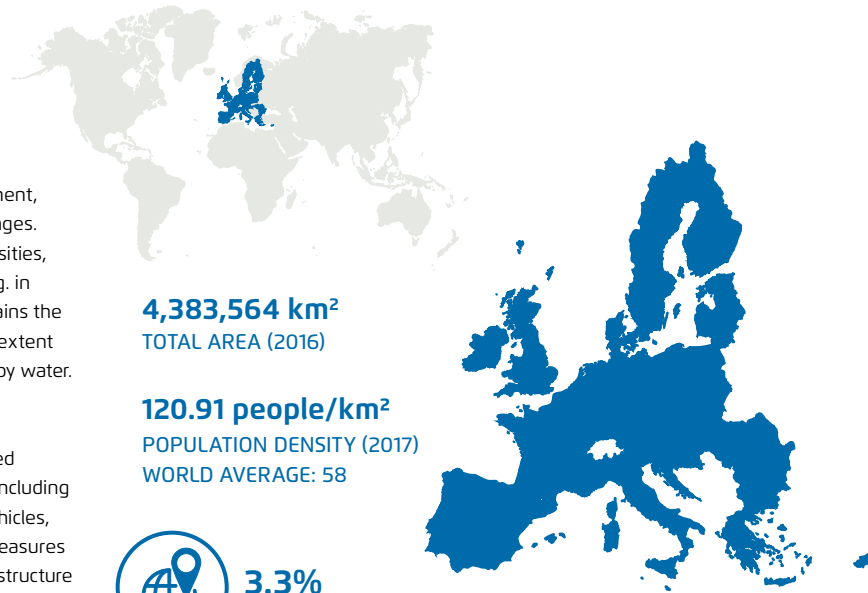 ment,
ages.
sities,
g. in
ains the
extent
by water.
ed
ncluding
hicles,
easures
structure
4,383,564 km²
TOTAL AREA (2016)
120.91 people/km²
POPULATION DENSITY (2017)
WORLD AVERAGE: 58
3.3%